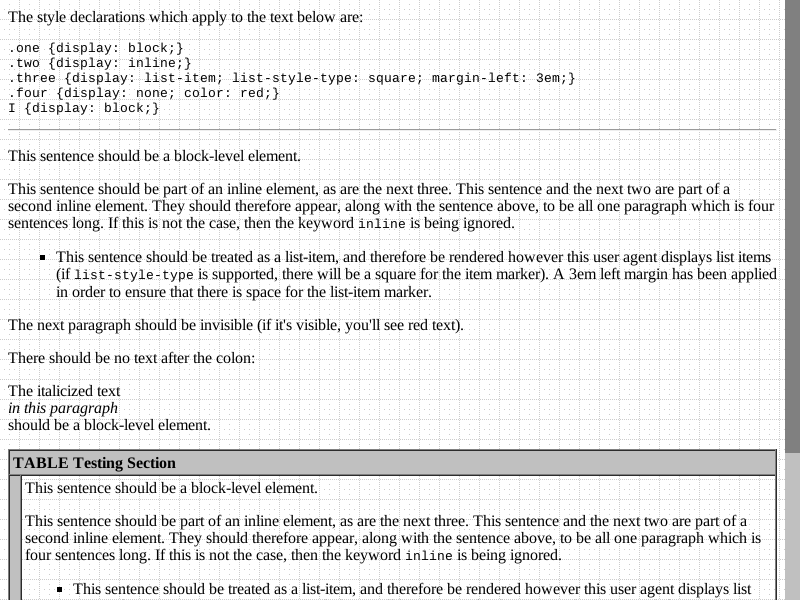 The style declarations which apply to the text below are:
.one {display: block;}
.two {display: inline;}
.three {display: list-item; list-style-type: square; margin-left: 3em;}
.four {display: none; color: red;}
I {display: block;}
This sentence should be a block-level element.
This sentence should be part of an inline element, as are the next three. This sentence and the next two are part of a
second inline element. They should therefore appear, along with the sentence above, to be all one paragraph which is four
sentences long. If this is not the case, then the keyword inline is being ignored.
This sentence should be treated as a list-item, and therefore be rendered however this user agent displays list items
(if list-style-type is supported, there will be a square for the item marker). A 3em left margin has been applied
in order to ensure that there is space for the list-item marker.
The next paragraph should be invisible (if it's visible, you'll see red text).
There should be no text after the colon:
The italicized text
in this paragraph
should be a block-level element.
TABLE Testing Section
This sentence should be a block-level element.
This sentence should be part of an inline element, as are the next three. This sentence and the next two are part of a
second inline element. They should therefore appear, along with the sentence above, to be all one paragraph which is
four sentences long. If this is not the case, then the keyword inline is being ignored.
This sentence should be treated as a list-item, and therefore be rendered however this user agent displays list